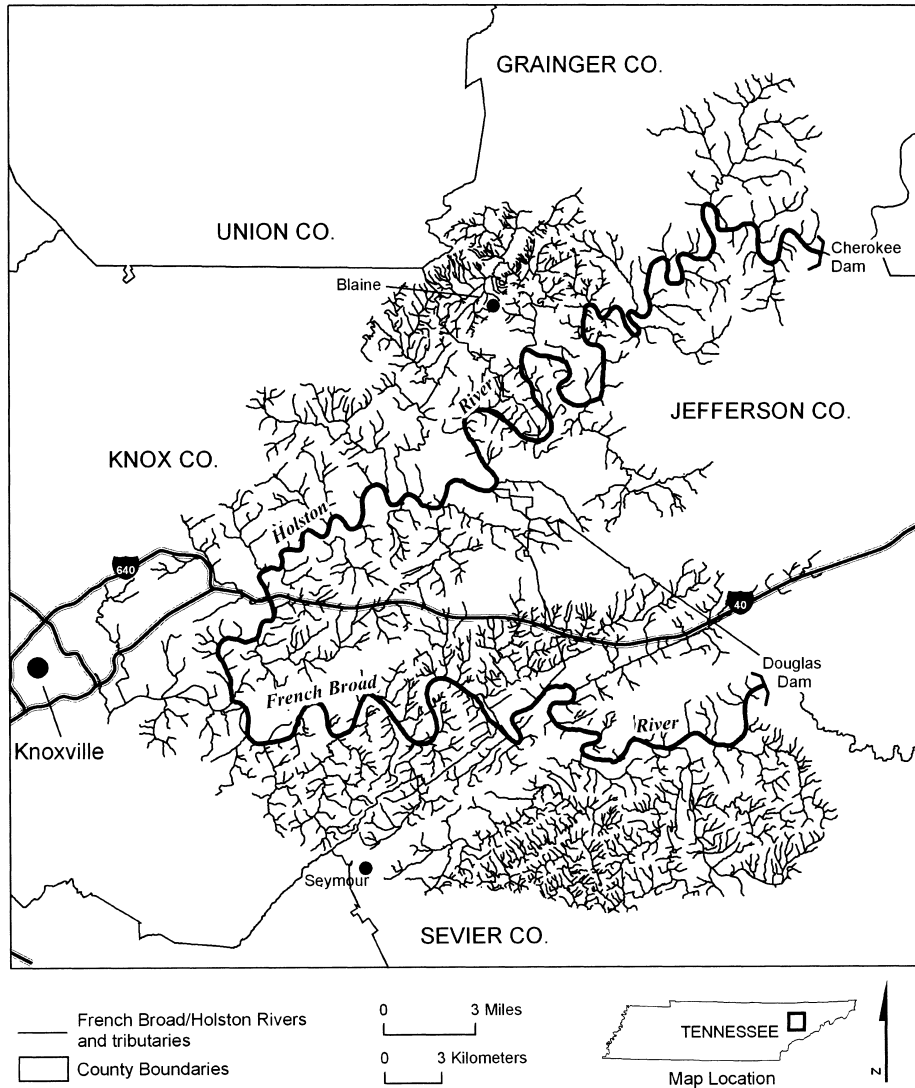 GRAINGER CO.
UNION CO.
Cherokee
Dam
Blaine
River
JEFFERSON CO.
KNOX CO.
Holston
640
40
Douglas
Dam
French Broad
River
Knoxville
Seymour
SEVIER CO.
French Broad/Holston Rivers
and tributaries
County Boundaries
0 3 Miles
0 3 Kilometers
TENNESSEE
Map Location
N